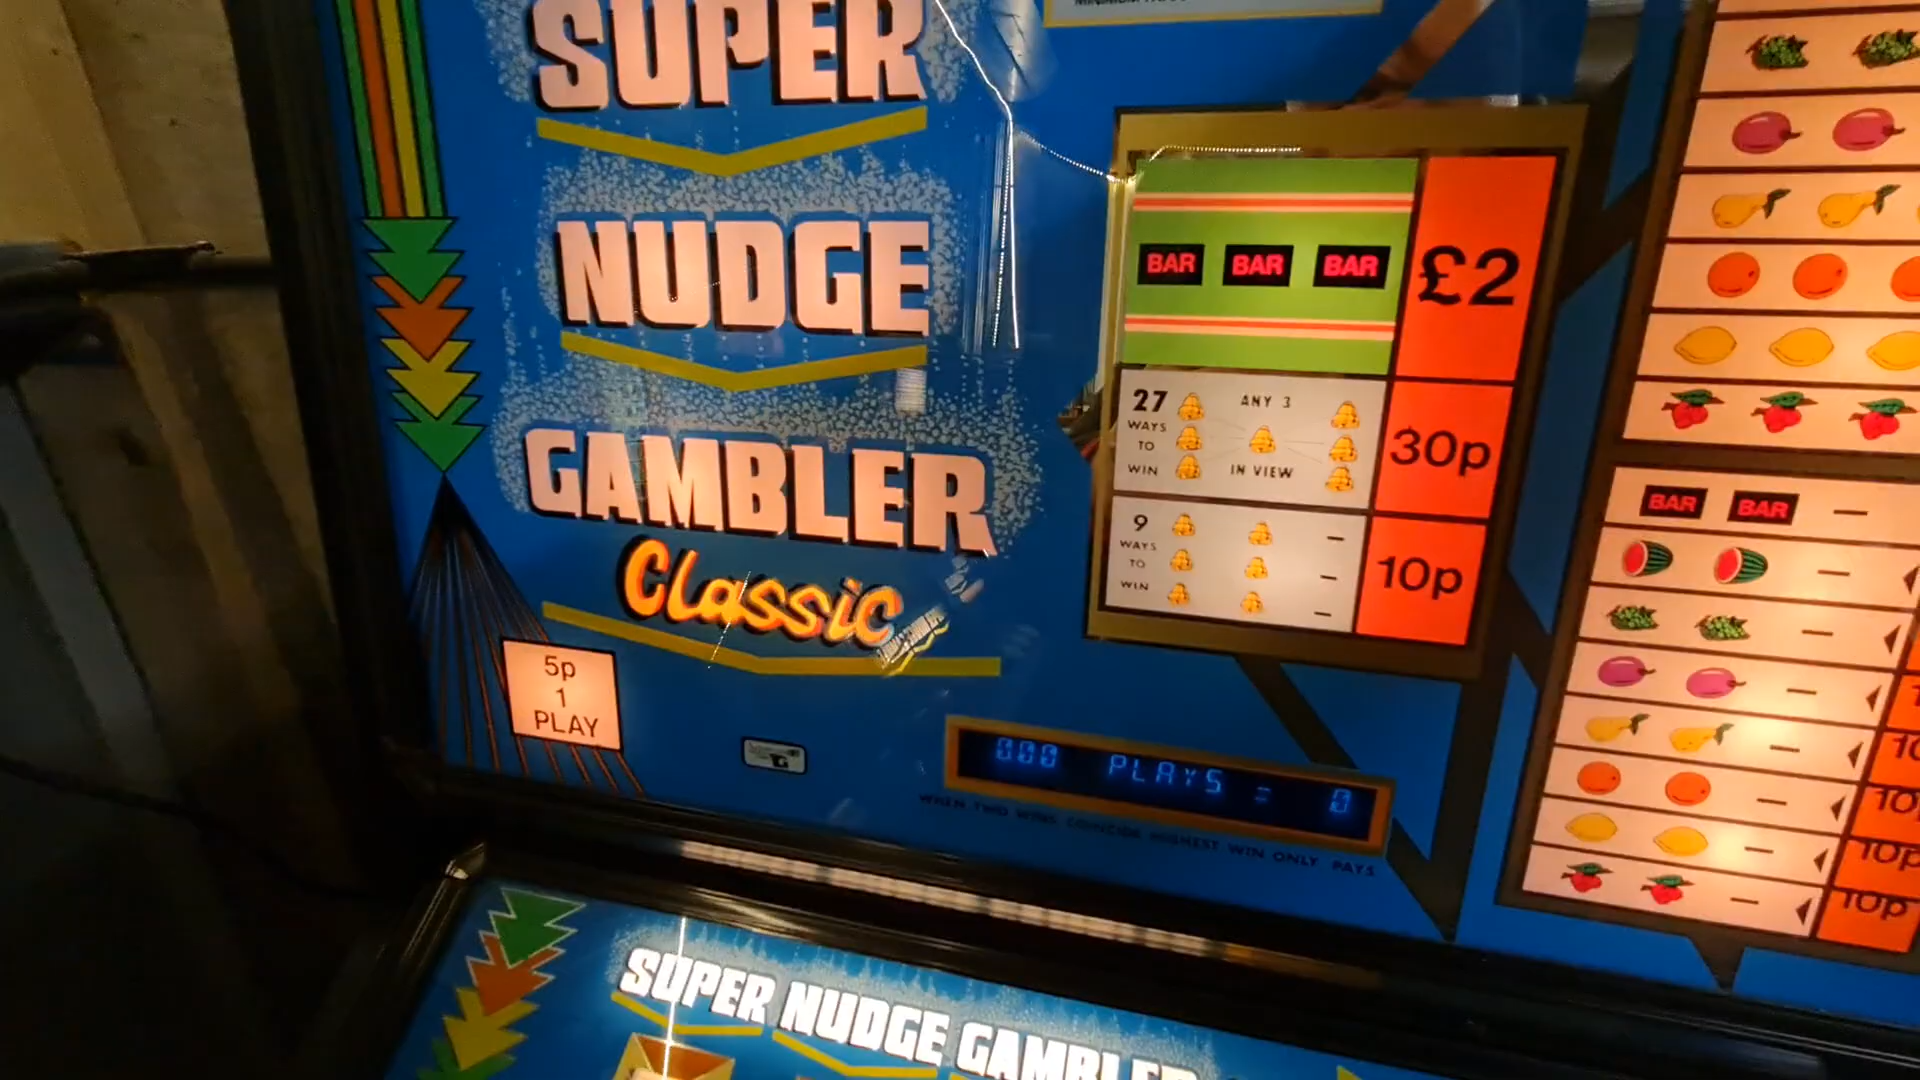 SUPER
NUDGE
GAMBLER
Classic
5p
1
PLAY
BAR BAR BAR
£2
27
WAYS
TO
WIN
ANY 3
IN VIEW
30p
9
WAYS
TO
WIN
10p
BAR BAR
10p
10p
000 PLAYS = 0
WHEN TWO WINS COINCIDE HIGHEST WIN ONLY PAYS
SUPER NUDGE GAMBLER